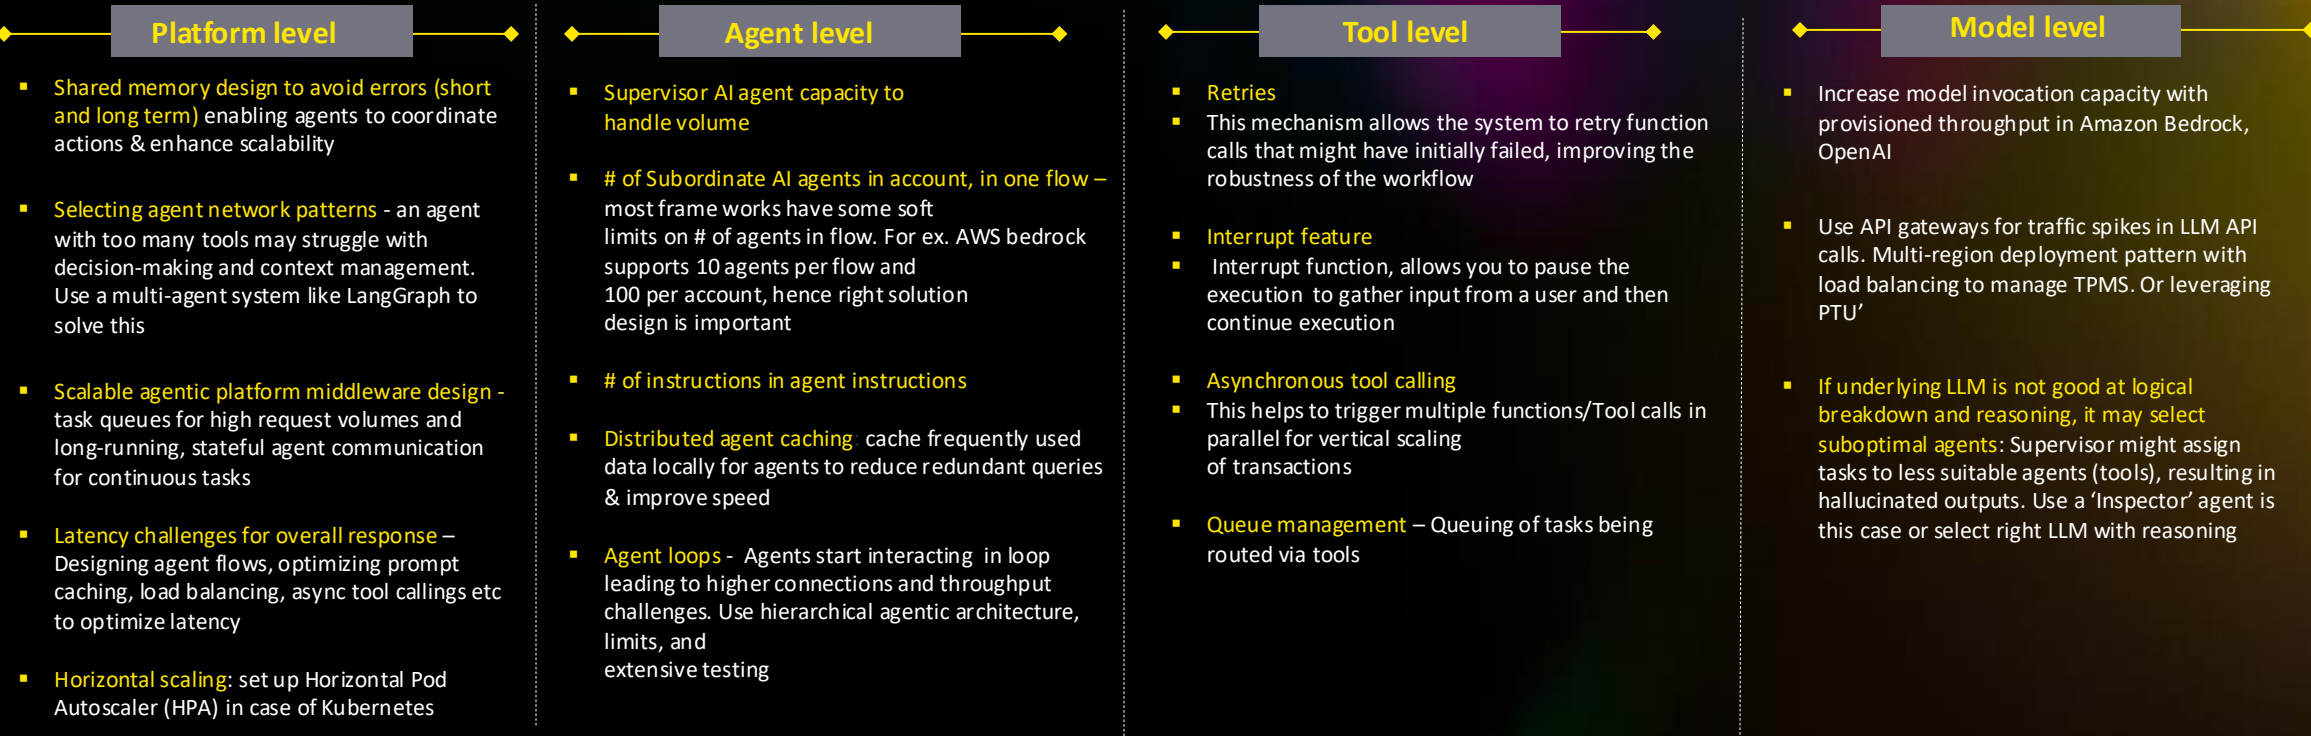 Platform level
Shared memory design to avoid errors (short
and long term) enabling agents to coordinate
actions & enhance scalability
Selecting agent network patterns - an agent
with too many tools may struggle with
decision-making and context management.
Use a multi-agent system like LangGraph to
solve this
Scalable agentic platform middleware design -
task queues for high request volumes and
long-running, stateful agent communication
for continuous tasks
Latency challenges for overall response –
Designing agent flows, optimizing prompt
caching, load balancing, async tool callings etc
to optimize latency
Horizontal scaling: set up Horizontal Pod
Autoscaler (HPA) in case of Kubernetes
Agent level
Supervisor AI agent capacity to
handle volume
# of Subordinate AI agents in account, in one flow –
most frame works have some soft
limits on # of agents in flow. For ex. AWS bedrock
supports 10 agents per flow and
100 per account, hence right solution
design is important
# of instructions in agent instructions
Distributed agent caching: cache frequently used
data locally for agents to reduce redundant queries
& improve speed
Agent loops - Agents start interacting in loop
leading to higher connections and throughput
challenges. Use hierarchical agentic architecture,
limits, and
extensive testing
Tool level
Retries
This mechanism allows the system to retry function
calls that might have initially failed, improving the
robustness of the workflow
Interrupt feature
Interrupt function, allows you to pause the
execution to gather input from a user and then
continue execution
Asynchronous tool calling
This helps to trigger multiple functions/Tool calls in
parallel for vertical scaling
of transactions
Queue management – Queuing of tasks being
routed via tools
Model level
Increase model invocation capacity with
provisioned throughput in Amazon Bedrock,
OpenAI
Use API gateways for traffic spikes in LLM API
calls. Multi-region deployment pattern with
load balancing to manage TPMS. Or leveraging
PTU’
If underlying LLM is not good at logical
breakdown and reasoning, it may select
suboptimal agents: Supervisor might assign
tasks to less suitable agents (tools), resulting in
hallucinated outputs. Use a ‘Inspector’ agent is
this case or select right LLM with reasoning